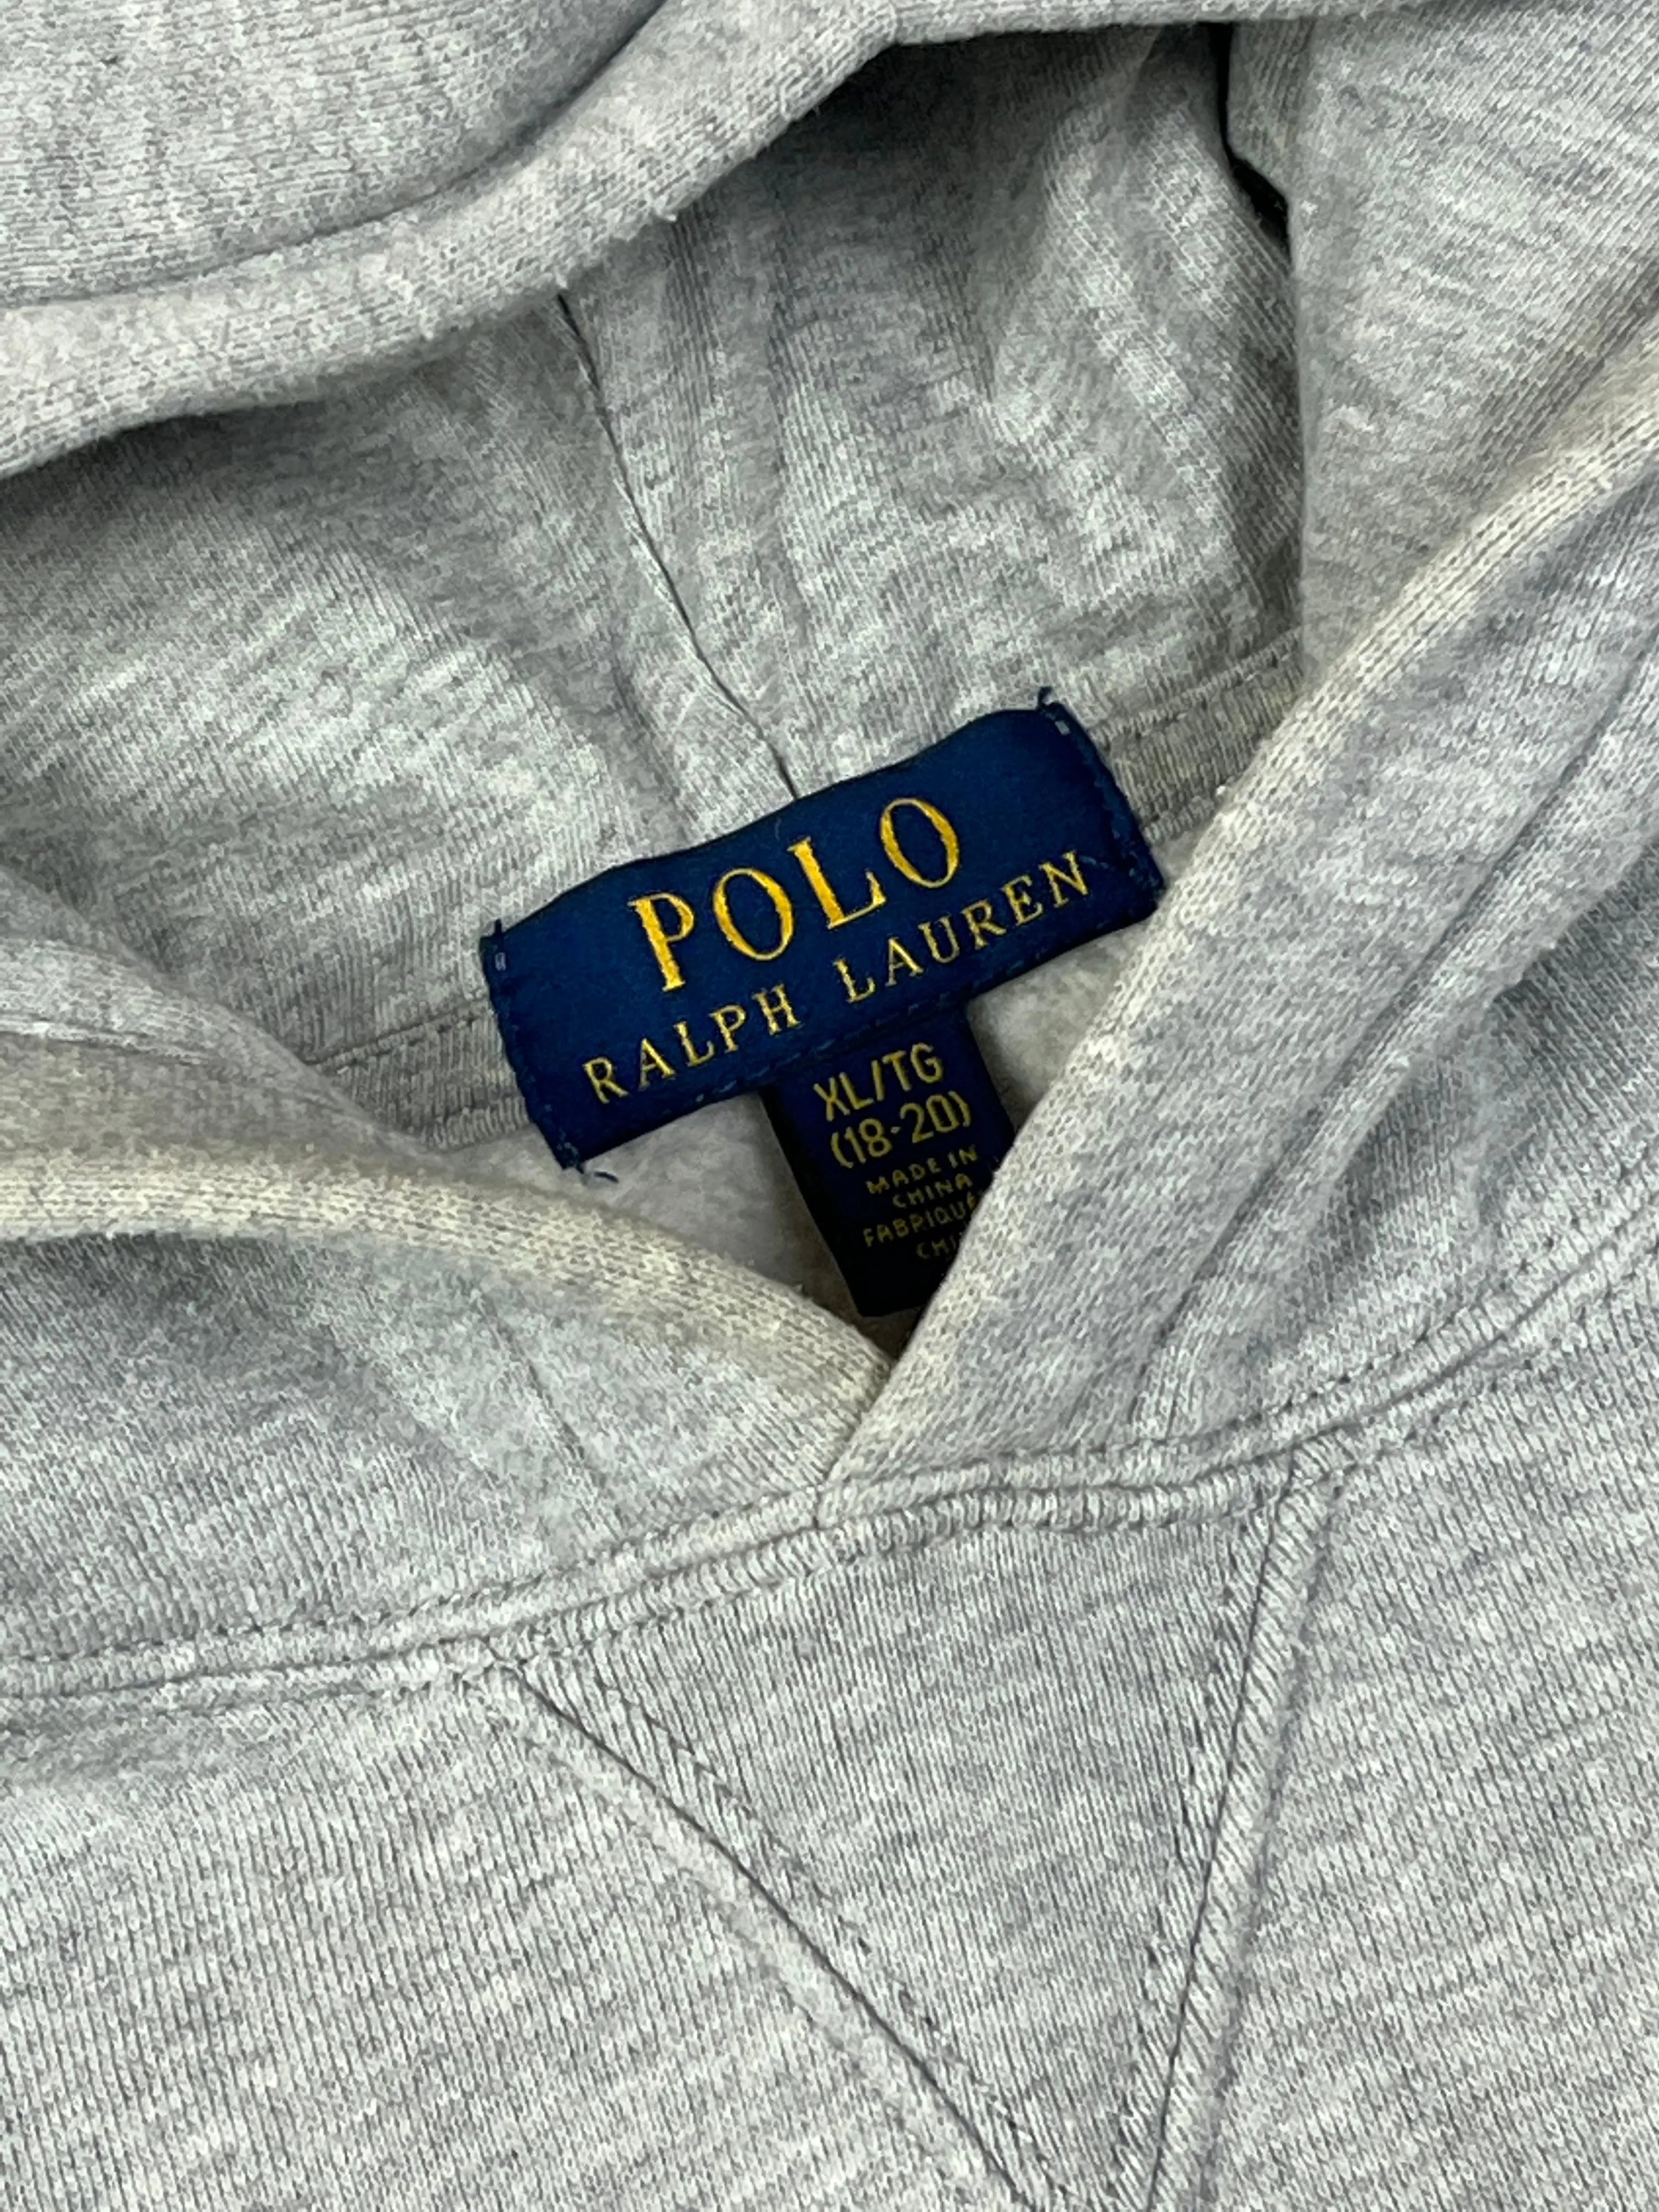 POLO
RALPH LAUREN
XL/TG
(18-20)
MADE IN
CHINA